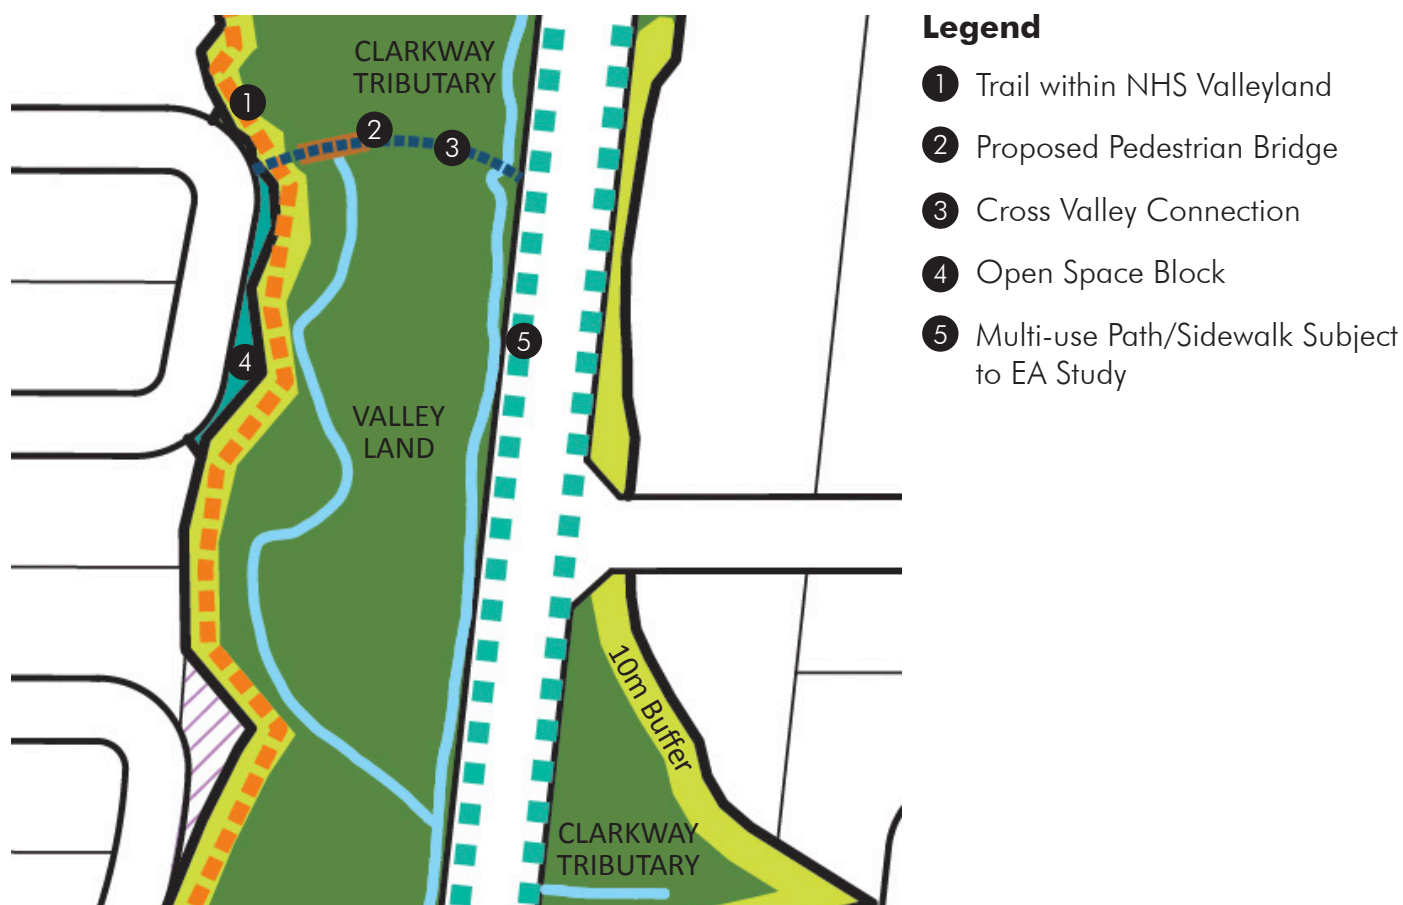 CLARKWAY
TRIBUTARY
1
2
3
4
5
VALLEY
LAND
10m Buffer
CLARKWAY
TRIBUTARY
Legend
1 Trail within NHS Valleyland
2 Proposed Pedestrian Bridge
3 Cross Valley Connection
4 Open Space Block
5 Multi-use Path/Sidewalk Subject
to EA Study